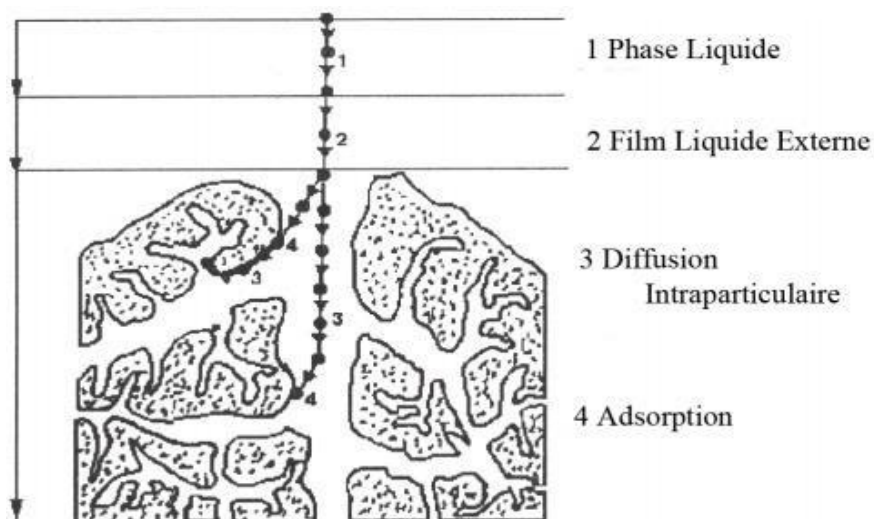 1
1 Phase Liquide
2
2 Film Liquide Externe
4
3
3 Diffusion
Intraparticulaire
3
4
4 Adsorption